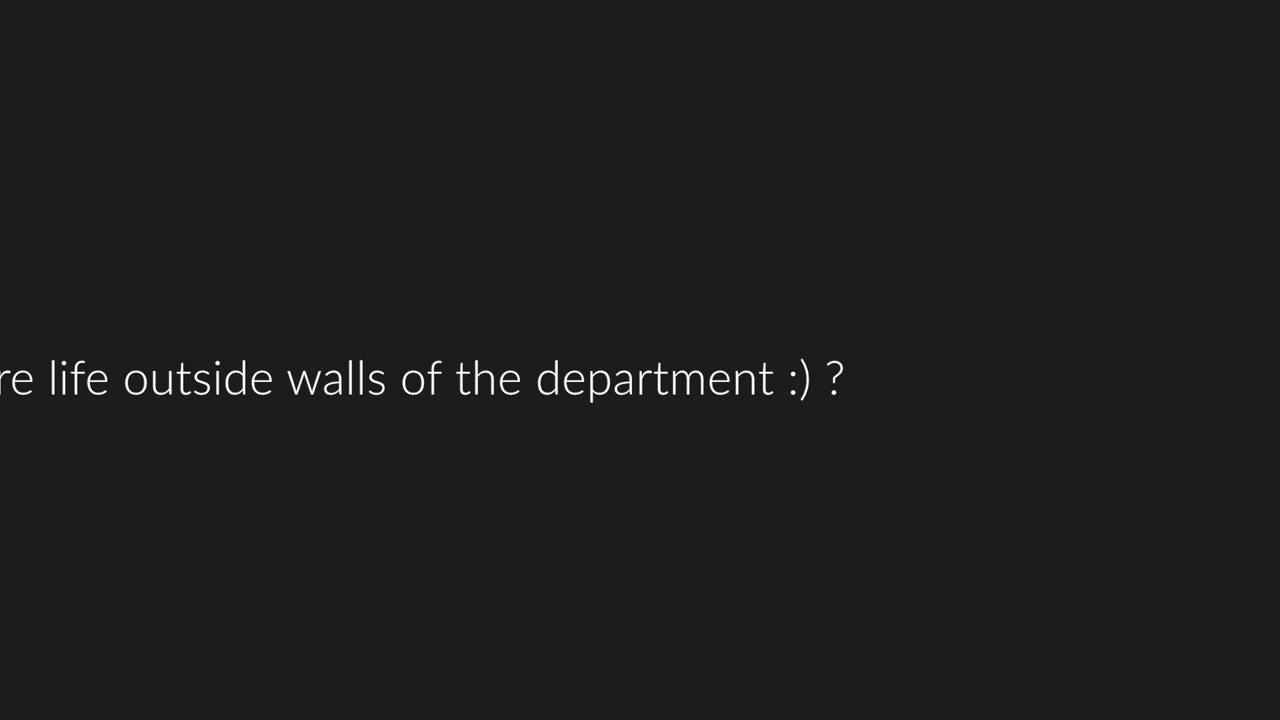 re life outside walls of the department :) ?